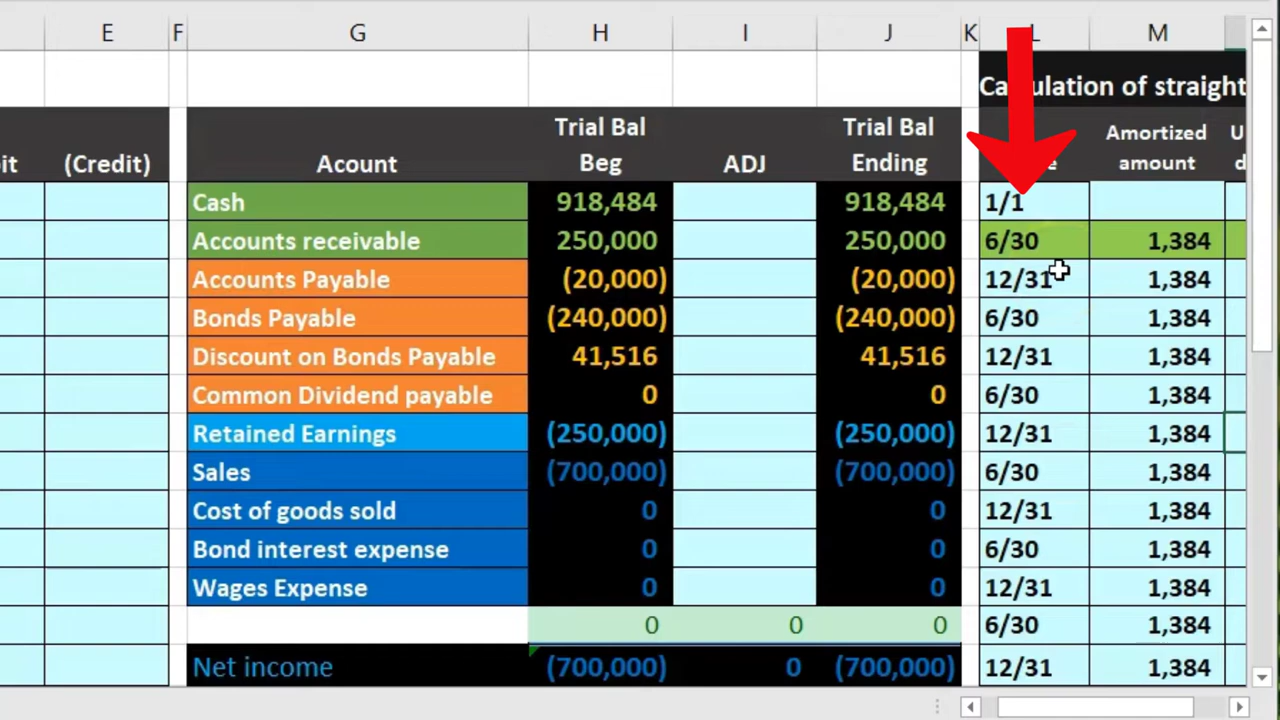 E F G H I J K L M
Calculation of straight
Trial Bal Trial Bal Amortized
it (Credit) Acount Beg ADJ Ending amount
Cash 918,484 918,484 1/1
Accounts receivable 250,000 250,000 6/30 1,384
Accounts Payable (20,000) (20,000) 12/31 1,384
Bonds Payable (240,000) (240,000) 6/30 1,384
Discount on Bonds Payable 41,516 41,516 12/31 1,384
Common Dividend payable 0 0 6/30 1,384
Retained Earnings (250,000) (250,000) 12/31 1,384
Sales (700,000) (700,000) 6/30 1,384
Cost of goods sold 0 0 12/31 1,384
Bond interest expense 0 0 6/30 1,384
Wages Expense 0 0 12/31 1,384
0 0 0 6/30 1,384
Net income (700,000) 0 (700,000) 12/31 1,384